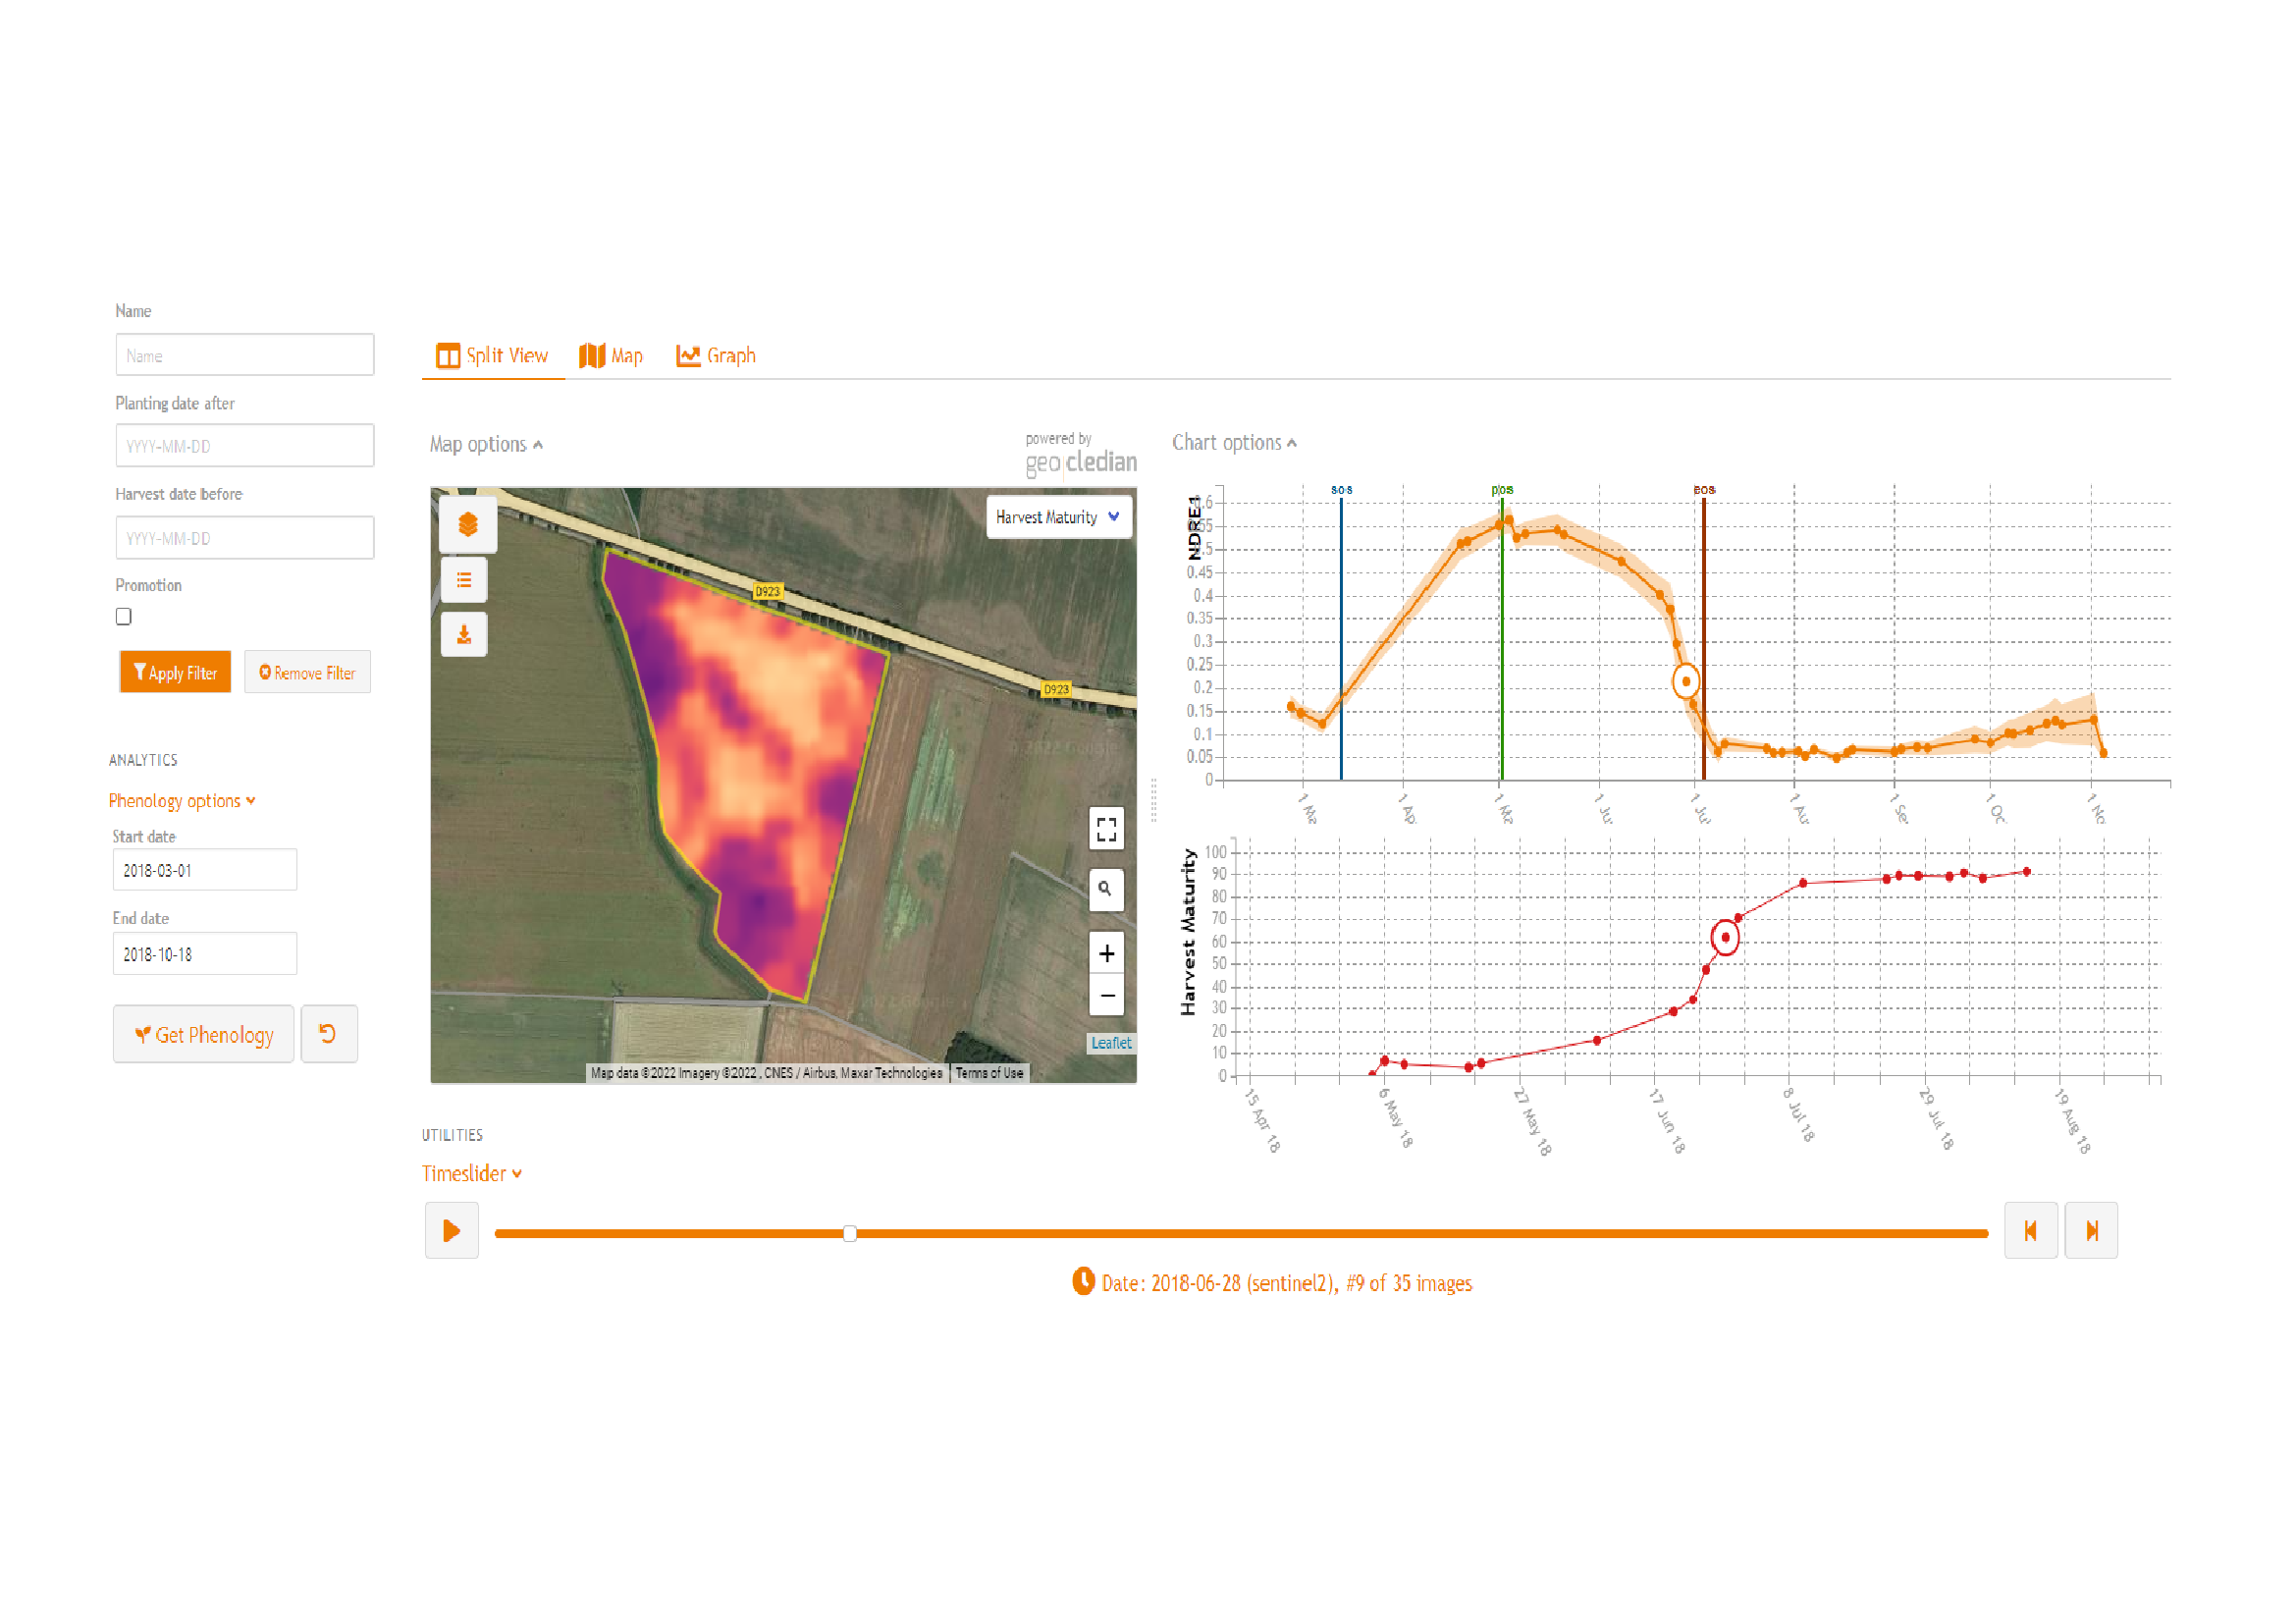 Name
Name
Planting date after
YYYY-MM-DD
Harvest date before
YYYY-MM-DD
Promotion
Apply Filter
Remove Filter
ANALYTICS
Phenology options
Start date
2018-03-01
End date
2018-10-18
Get Phenology
Split View
Map
Graph
Map options
powered by
geo cledian
Harvest Maturity
D923
D923
© 2022 Google
2022 Google
+
−
Leaflet
Map data ©2022 Imagery ©2022 , CNES / Airbus, Maxar Technologies
Terms of Use
Chart options
sos
pos
eos
NDRE1
0.45
0.4
0.35
0.3
0.25
0.2
0.15
0.1
0.05
0
1 Ma
1 Ap
1 Ma
1 Ju
1 Jul
1 Au
1 Se
1 Oc
1 No
Harvest Maturity
100
90
80
70
60
50
40
30
20
10
0
15 Apr 18
6 May 18
27 May 18
17 Jun 18
8 Jul 18
29 Jul 18
19 Aug 18
UTILITIES
Timeslider
Date: 2018-06-28 (sentinel2), #9 of 35 images